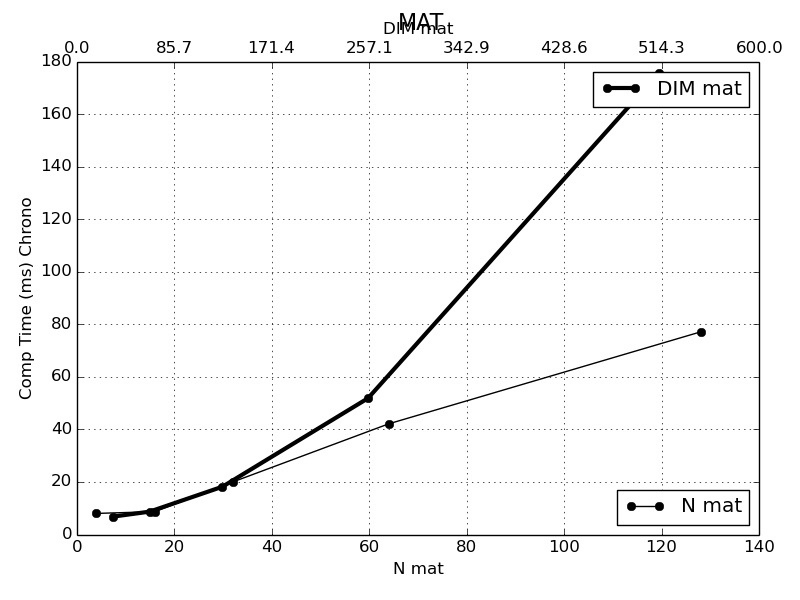 MAT
DIM mat
0.0 85.7 171.4 257.1 342.9 428.6 514.3 600.0
180
160
140
120
100
80
60
40
20
0
Comp Time (ms) Chrono
DIM mat
N mat
0 20 40 60 80 100 120 140
N mat